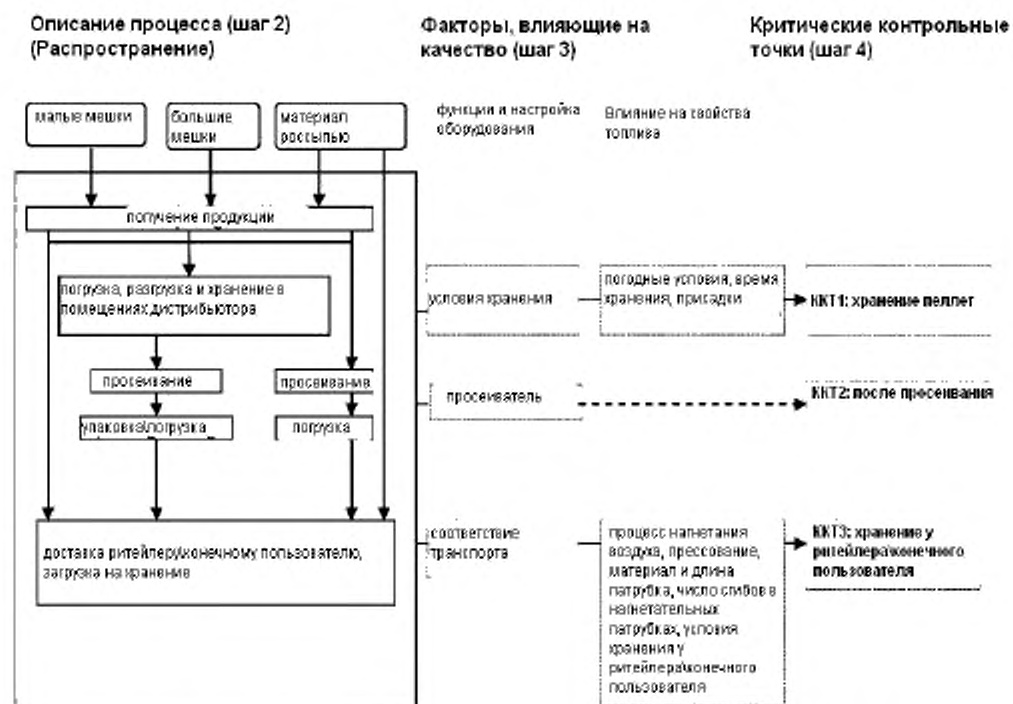 Описание процесса (шаг 2)
(Распространение)
Факторы, влияющие на
качество (шаг 3)
Критические контрольные
точки (шаг 4)
малые мешки
большие
мешки
материал
россыпью
функции и настройка
оборудования
Влияние на свойства
топлива
получение продукции
погрузка, разгрузка и хранение в
помещениях дистрибьютора
условия хранения
погодные условия, время
хранения, присадки
ККТ1: хранение пеллет
просеивание
просеивание
просеиватель
ККТ2: после просеивания
упаковка\погрузка
погрузка
доставка ритейлеру\конечному пользователю,
загрузка на хранение
соответствие
транспорта
процесс нагнетания
воздуха, прессование,
материал и длина
патрубка, число сгибов в
нагнетательных
патрубках, условия
хранения у
ритейлера\конечного
пользователя
ККТ3: хранение у
ритейлера\конечного
пользователя